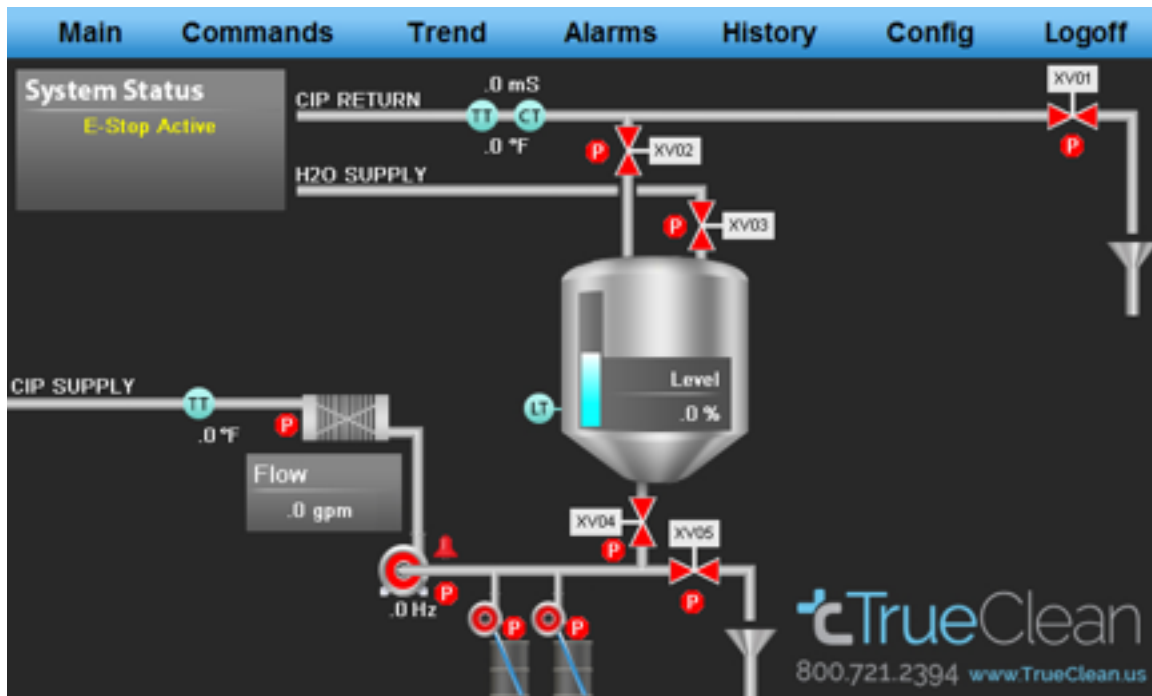 Main Commands Trend Alarms History Config Logoff
System Status
E-Stop Active
.0 mS
XV01
CIP RETURN
TT CT
.0 °F
P
P
XV02
H2O SUPPLY
P
XV03
CIP SUPPLY
TT
.0 °F
P
Level
.0 %
LT
Flow
.0 gpm
XV04
P
XV05
P
.0 Hz
P
P
P
TrueClean
800.721.2394 www.TrueClean.us